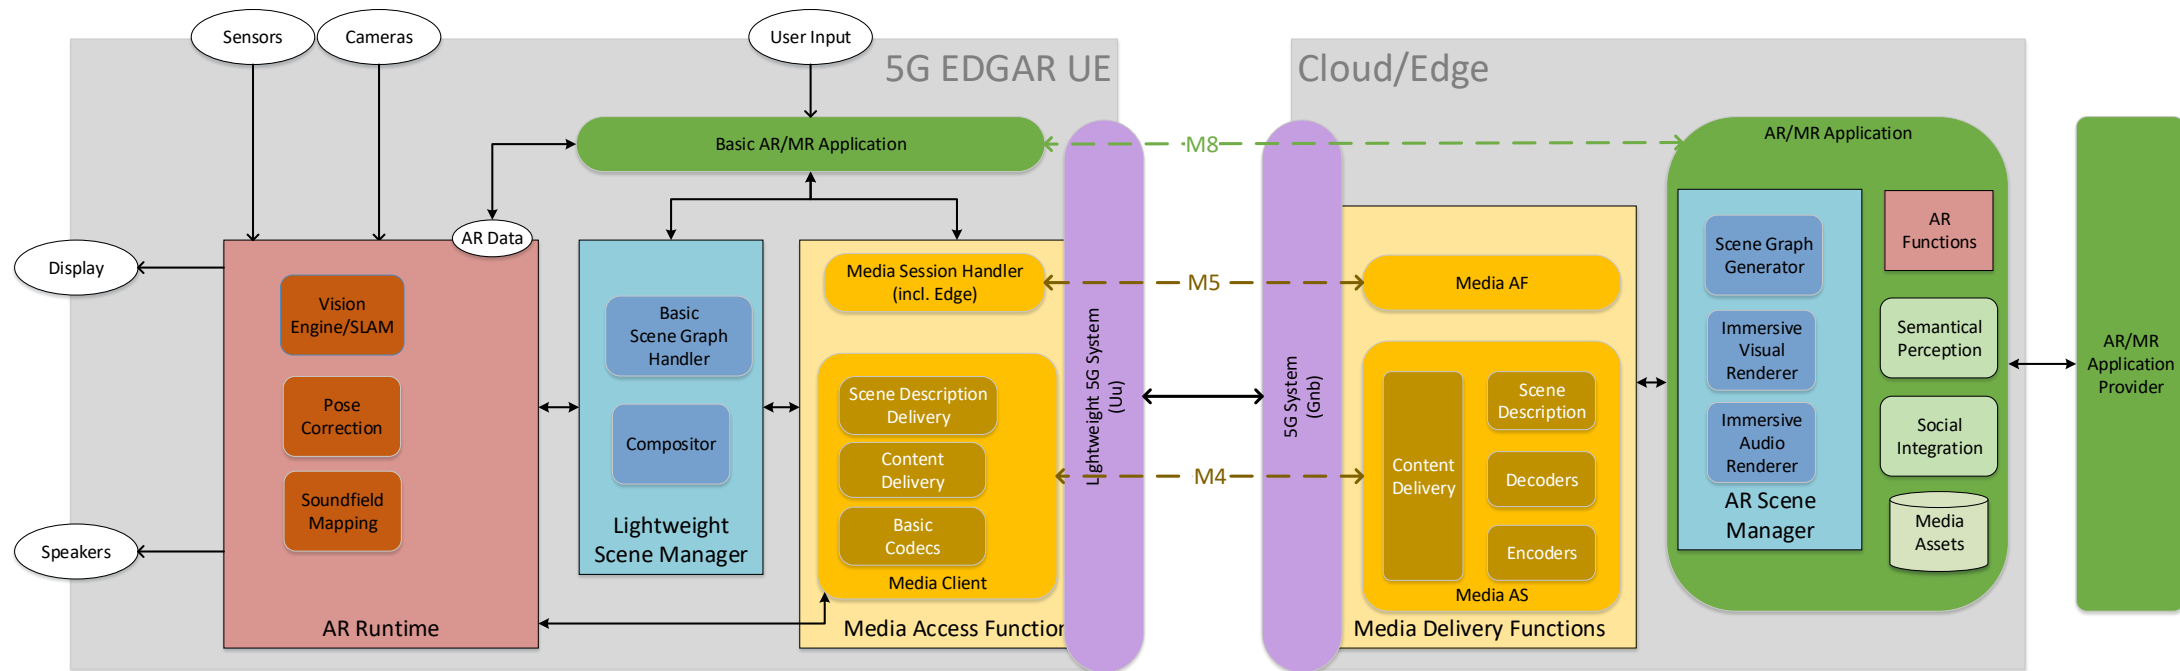 Sensors
Cameras
User Input
5G EDGAR UE
Cloud/Edge
Basic AR/MR Application
M8
AR/MR Application
AR Data
Display
Speakers
Vision
Engine/SLAM
Pose
Correction
Soundfield
Mapping
AR Runtime
Basic
Scene Graph
Handler
Compositor
Lightweight
Scene Manager
Media Session Handler
(incl. Edge)
Scene Description
Delivery
Content
Delivery
Basic
Codecs
Media Client
Media Access Function
Lightweight 5G System
(Uu)
M5
M4
5G System
(Gnb)
Media AF
Content
Delivery
Scene
Description
Decoders
Encoders
Media AS
Media Delivery Functions
Scene Graph
Generator
Immersive
Visual
Renderer
Immersive
Audio
Renderer
AR Scene
Manager
AR
Functions
Semantical
Perception
Social
Integration
Media
Assets
AR/MR
Application
Provider